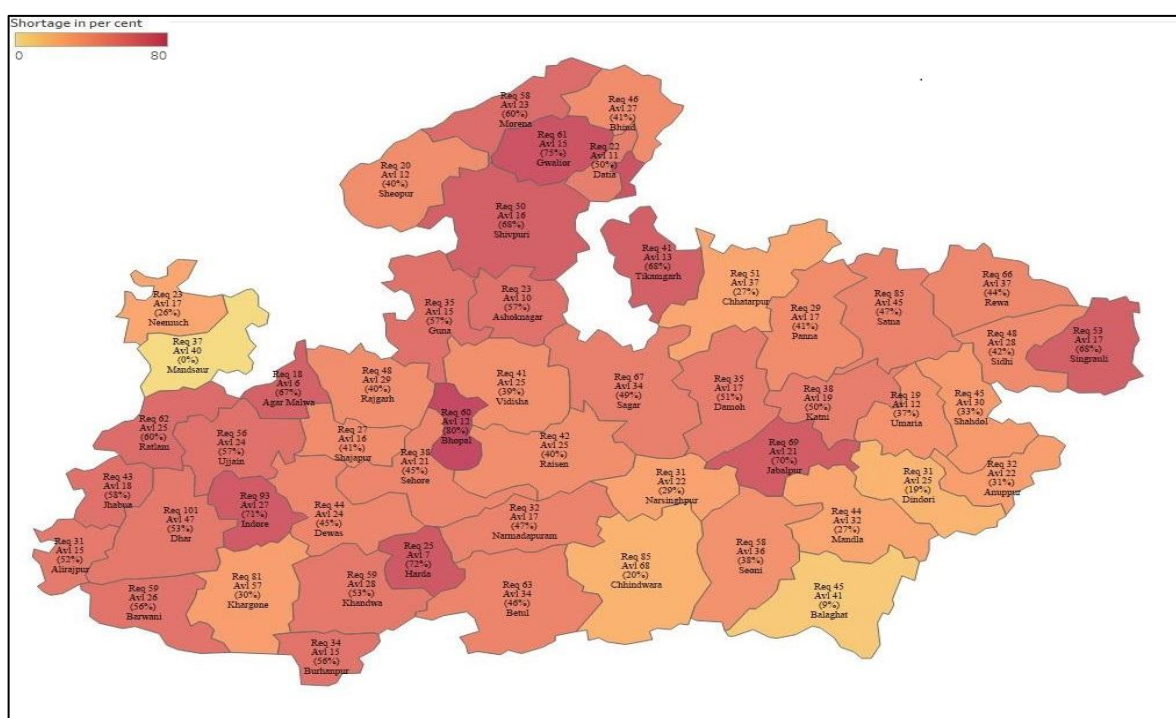 Shortage in per cent
0
80
Req 58
Avl 23
(60%)
Morena
Req 46
Avl 27
(41%)
Bhind
Req 61
Avl 15
(75%)
Gwalior
Req 22
Avl 11
(50%)
Datia
Req 20
Avl 12
(40%)
Sheopur
Req 50
Avl 16
(68%)
Shivpuri
Req 41
Avl 13
(68%)
Tikamgarh
Req 51
Avl 37
(27%)
Chhatarpur
Req 29
Avl 17
(41%)
Panna
Req 85
Avl 45
(47%)
Satna
Req 66
Avl 37
(44%)
Rewa
Req 48
Avl 28
(42%)
Sidhi
Req 53
Avl 17
(68%)
Singrauli
Req 23
Avl 17
(26%)
Neemuch
Req 37
Avl 40
(0%)
Mandsaur
Req 35
Avl 15
(57%)
Guna
Req 23
Avl 10
(57%)
Ashoknagar
Req 18
Avl 6
(67%)
Agar Malwa
Req 48
Avl 29
(40%)
Rajgarh
Req 41
Avl 25
(39%)
Vidisha
Req 67
Avl 34
(49%)
Sagar
Req 35
Avl 17
(51%)
Damoh
Req 38
Avl 19
(50%)
Katni
Req 19
Avl 12
(37%)
Umaria
Req 45
Avl 30
(33%)
Shahdol
Req 62
Avl 25
(60%)
Ratlam
Req 56
Avl 24
(57%)
Ujjain
Req 27
Avl 16
(41%)
Shajapur
Req 60
Avl 12
(80%)
Bhopal
Req 38
Avl 21
(45%)
Sehore
Req 42
Avl 25
(40%)
Raisen
Req 69
Avl 21
(70%)
Jabalpur
Req 31
Avl 25
(19%)
Dindori
Req 32
Avl 22
(31%)
Anuppur
Req 43
Avl 18
(58%)
Jhabua
Req 101
Avl 47
(53%)
Dhar
Req 93
Avl 27
(71%)
Indore
Req 44
Avl 24
(45%)
Dewas
Req 32
Avl 17
(47%)
Narmadapuram
Req 31
Avl 22
(29%)
Narsinghpur
Req 44
Avl 32
(27%)
Mandla
Req 31
Avl 15
(52%)
Alirajpur
Req 59
Avl 26
(56%)
Barwani
Req 81
Avl 57
(30%)
Khargone
Req 59
Avl 28
(53%)
Khandwa
Req 25
Avl 7
(72%)
Harda
Req 63
Avl 34
(46%)
Betul
Req 85
Avl 68
(20%)
Chhindwara
Req 58
Avl 36
(38%)
Seoni
Req 45
Avl 41
(9%)
Balaghat
Req 34
Avl 15
(56%)
Burhanpur